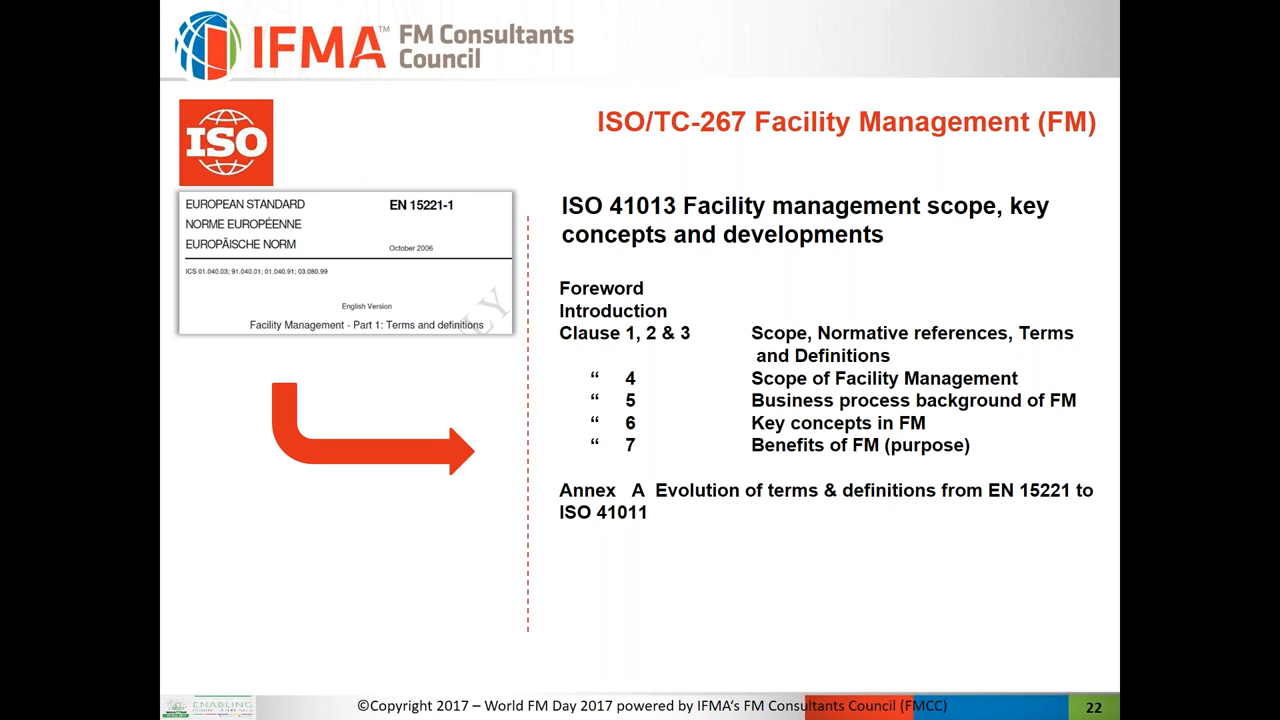 IFMA™ FM Consultants
Council
ISO
ISO/TC-267 Facility Management (FM)
EUROPEAN STANDARD
NORME EUROPÉENNE
EUROPÄISCHE NORM
EN 15221-1
October 2006
ICS 01.040.03; 91.040.01; 01.040.91; 03.080.99
English Version
Facility Management - Part 1: Terms and definitions
ISO 41013 Facility management scope, key
concepts and developments
Foreword
Introduction
Clause 1, 2 & 3 Scope, Normative references, Terms
and Definitions
“ 4 Scope of Facility Management
“ 5 Business process background of FM
“ 6 Key concepts in FM
“ 7 Benefits of FM (purpose)
Annex A Evolution of terms & definitions from EN 15221 to
ISO 41011
ENABLING
©Copyright 2017 – World FM Day 2017 powered by IFMA‘s FM Consultants Council (FMCC)
22